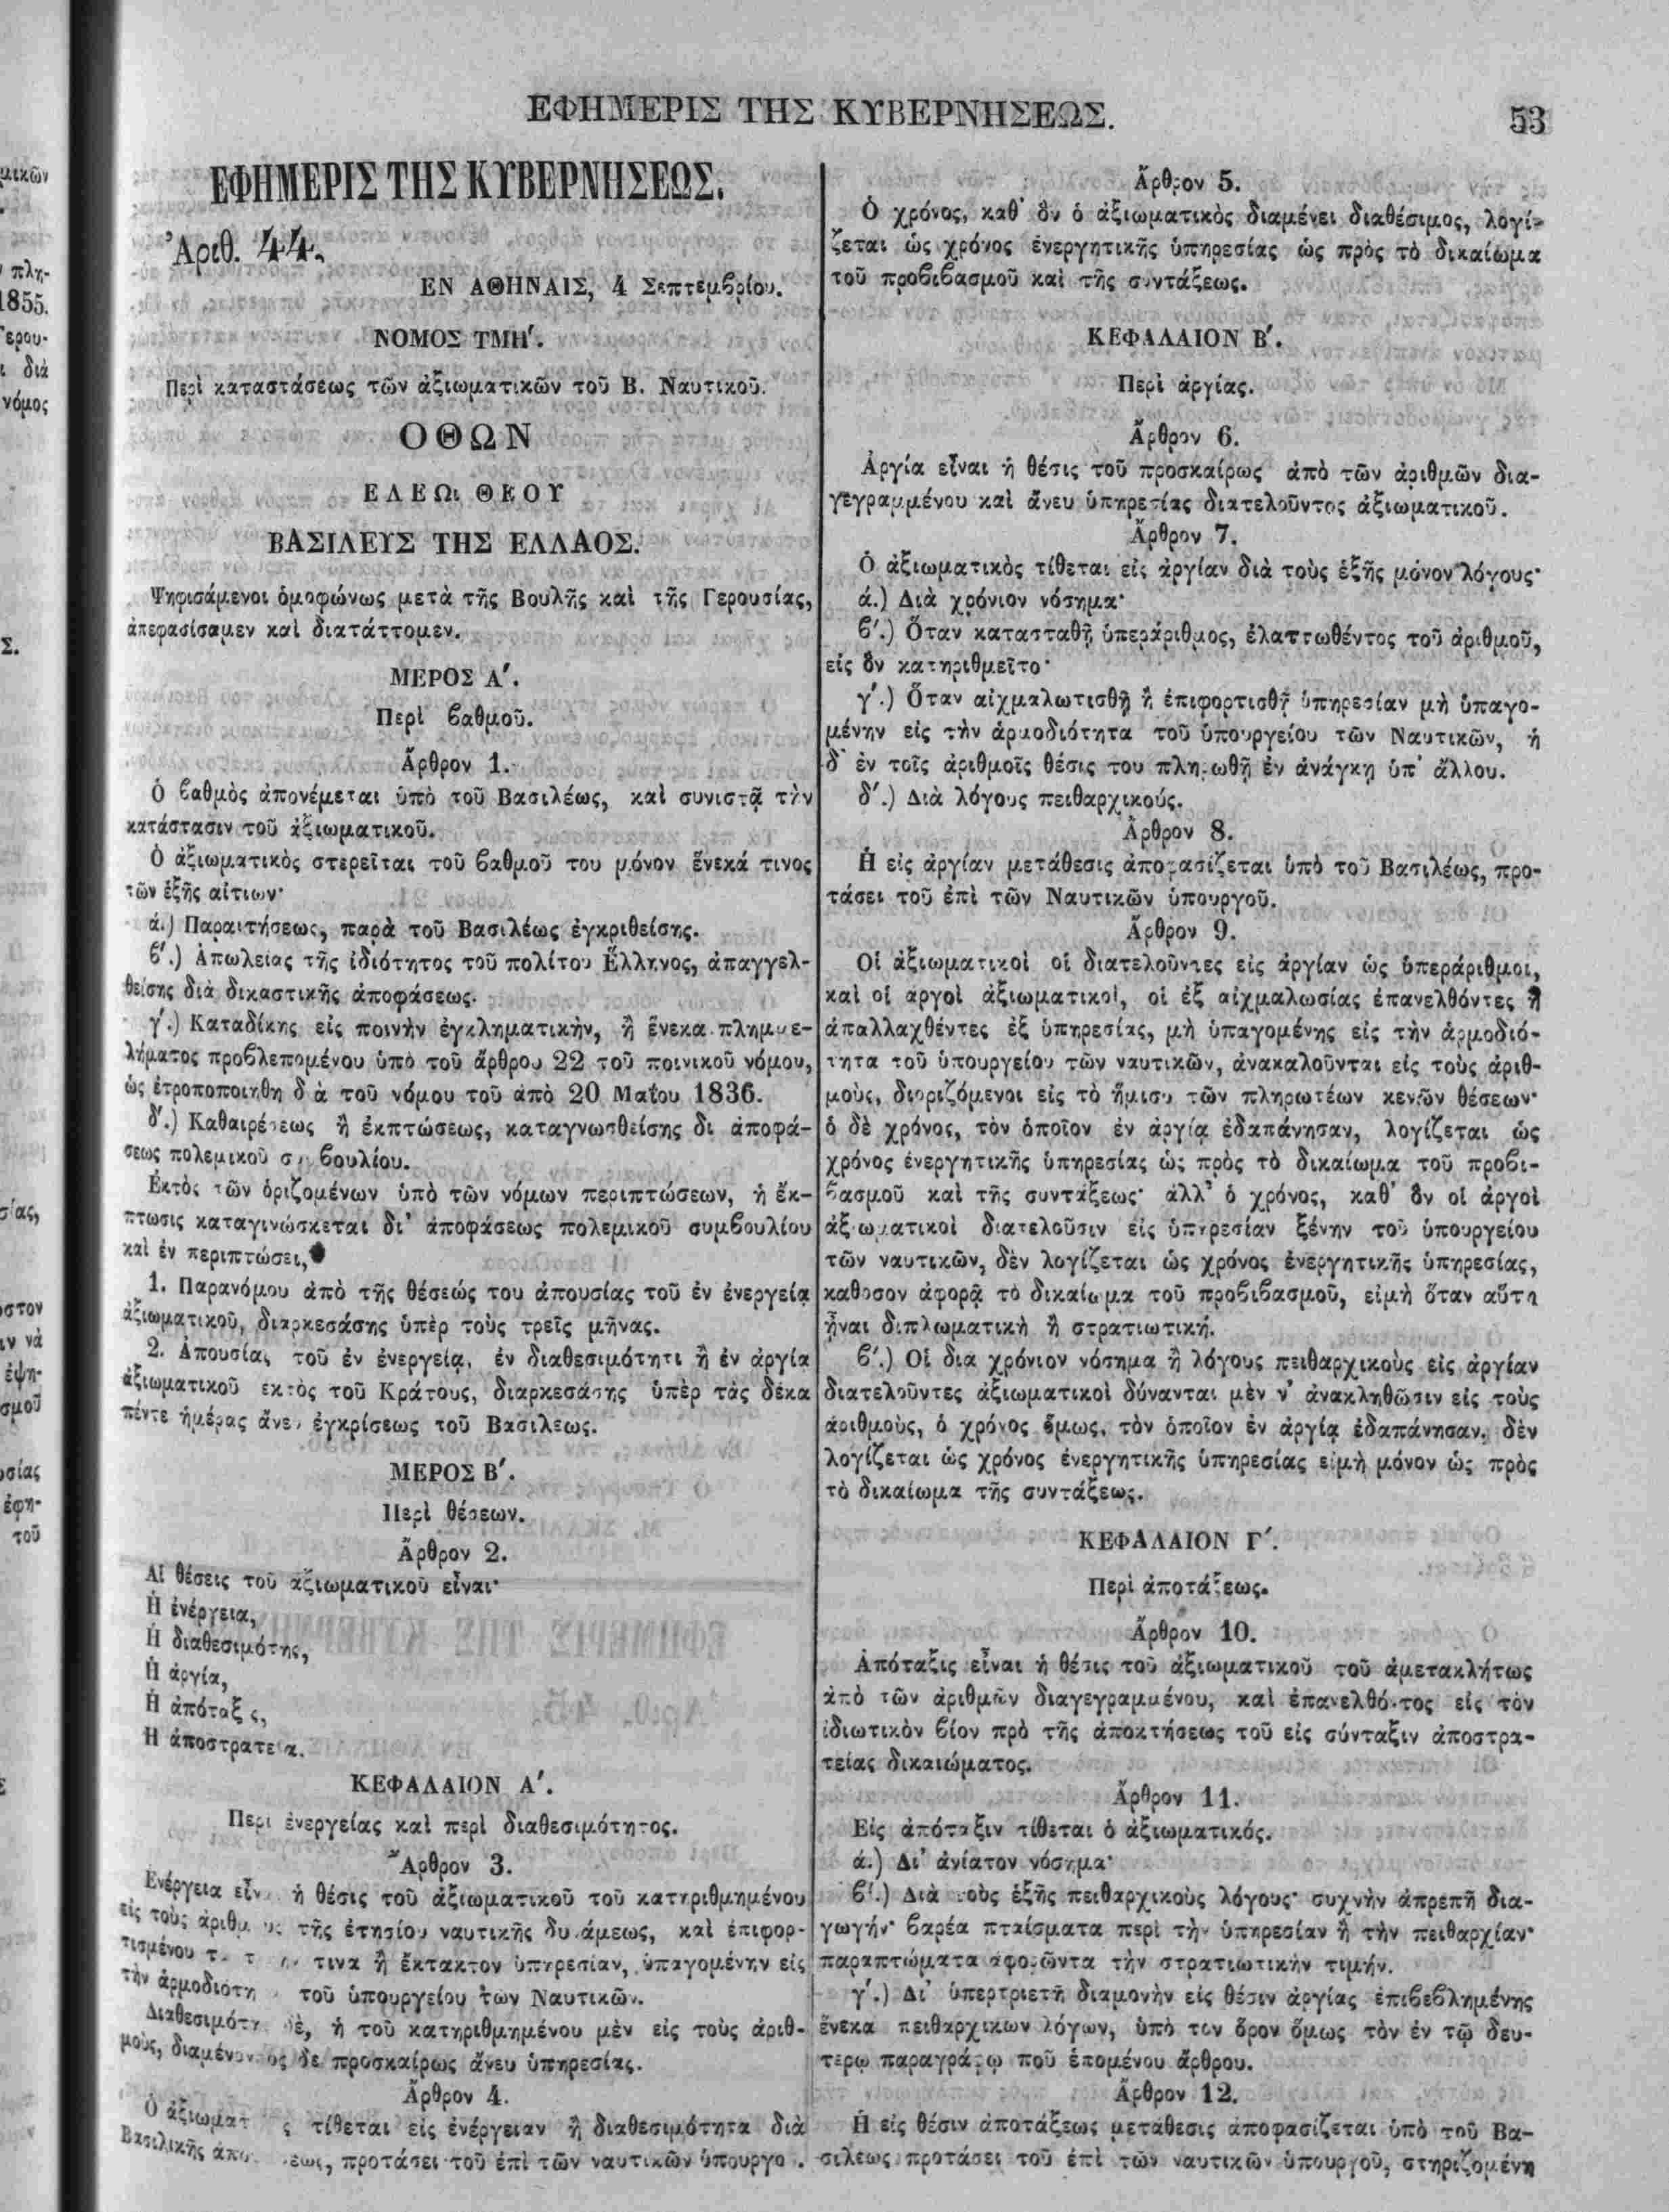 ΕΦΗΜΕΡΙΣ ΤΗΣ ΚΥΒΕΡΝΗΣΕΩΣ.
53
ΕΦΗΜΕΡΙΣ ΤΗΣ ΚΥΒΕΡΝΗΣΕΩΣ.
Ἀριθ. 44.
ΕΝ ΑΘΗΝΑΙΣ, 4 Σεπτεμβρίου.
ΝΟΜΟΣ ΤΜΗʹ.
Περὶ καταστάσεως τῶν ἀξιωματικῶν τοῦ Β. Ναυτικοῦ.
ΟΘΩΝ
ΕΛΕΩι ΘΕΟΥ
ΒΑΣΙΛΕΥΣ ΤΗΣ ΕΛΛΑΟΣ.
Ψηφισάμενοι ὁμοφώνως μετὰ τῆς Βουλῆς καὶ τῆς Γερουσίας,
ἀπεφασίσαμεν καὶ διατάττομεν.
ΜΕΡΟΣ Αʹ.
Περὶ βαθμοῦ.
Ἄρθρον 1.
Ὁ βαθμὸς ἀπονέμεται ὑπὸ τοῦ Βασιλέως, καὶ συνιστᾷ τὴν
κατάστασιν τοῦ ἀξιωματικοῦ.
Ὁ ἀξιωματικὸς στερεῖται τοῦ βαθμοῦ του μόνον ἕνεκά τινος
τῶν ἑξῆς αἰτίων·
ά.) Παραιτήσεως, παρὰ τοῦ Βασιλέως ἐγκριθείσης.
βʹ.) Ἀπωλείας τῆς ἰδιότητος τοῦ πολίτου Ἕλληνος, ἀπαγγελ-
θείσης διὰ δικαστικῆς ἀποφάσεως.
γʹ.) Καταδίκης εἰς ποινὴν ἐγκληματικὴν, ἢ ἕνεκα πλημμε-
λήματος προβλεπομένου ὑπὸ τοῦ ἄρθρου 22 τοῦ ποινικοῦ νόμου,
ὡς ἐτροποποιήθη διὰ τοῦ νόμου τοῦ ἀπὸ 20 Μαΐου 1836.
δʹ.) Καθαιρέσεως ἢ ἐκπτώσεως, καταγνωσθείσης δι ἀποφά-
σεως πολεμικοῦ συμβουλίου.
Ἐκτὸς τῶν ὁριζομένων ὑπὸ τῶν νόμων περιπτώσεων, ἡ ἔκ-
πτωσις καταγινώσκεται δι' ἀποφάσεως πολεμικοῦ συμβουλίου
καὶ ἐν περιπτώσει,
1. Παρανόμου ἀπὸ τῆς θέσεώς του ἀπουσίας τοῦ ἐν ἐνεργείᾳ
ἀξιωματικοῦ, διαρκεσάσης ὑπὲρ τοὺς τρεῖς μῆνας.
2. Ἀπουσίας τοῦ ἐν ἐνεργείᾳ, ἐν διαθεσιμότητι ἢ ἐν ἀργίᾳ
ἀξιωματικοῦ ἐκτὸς τοῦ Κράτους, διαρκεσάσης ὑπὲρ τὰς δέκα
πέντε ἡμέρας ἄνευ ἐγκρίσεως τοῦ Βασιλεως.
ΜΕΡΟΣ Βʹ.
Περὶ θέσεων.
Ἄρθρον 2.
Αἱ θέσεις τοῦ ἀξιωματικοῦ εἶναι·
Ἡ ἐνέργεια,
Ἡ διαθεσιμότης,
Ἡ ἀργία,
Ἡ ἀπόταξις,
Ἡ ἀποστρατεία.
ΚΕΦΑΛΑΙΟΝ Αʹ.
Περι ἐνεργείας καὶ περὶ διαθεσιμότητος.
Ἄρθρον 3.
Ἐνέργεια εἶναι ἡ θέσις τοῦ ἀξιωματικοῦ τοῦ κατηριθμημένου
εἰς τοὺς ἀριθμοὺς τῆς ἐτησίου ναυτικῆς δυνάμεως, καὶ ἐπιφορ-
τισμένου τινα ἢ ἔκτακτον ὑπηρεσίαν, ὑπαγομένην εἰς
τὴν ἁρμοδιότητα τοῦ ὑπουργείου τῶν Ναυτικῶν.
Διαθεσιμότης δὲ, ἡ τοῦ κατηριθμημένου μὲν εἰς τοὺς ἀριθ-
μοὺς, διαμένοντος δε προσκαίρως ἄνευ ὑπηρεσίας.
Ἄρθρον 4.
Ὁ ἀξιωματικὸς τίθεται εἰς ἐνέργειαν ἢ διαθεσιμότητα διὰ
Βασιλικῆς ἀποφάσεως, προτάσει τοῦ ἐπὶ τῶν ναυτικῶν ὑπουργοῦ.
Ἄρθρον 5.
Ὁ χρόνος, καθ' ὃν ὁ ἀξιωματικὸς διαμένει διαθέσιμος, λογί-
ζεται ὡς χρόνος ἐνεργητικῆς ὑπηρεσίας ὡς πρὸς τὸ δικαίωμα
τοῦ προβιβασμοῦ καὶ τῆς συντάξεως.
ΚΕΦΑΛΑΙΟΝ Βʹ.
Περὶ ἀργίας.
Ἄρθρον 6.
Ἀργία εἶναι ἡ θέσις τοῦ προσκαίρως ἀπὸ τῶν ἀριθμῶν δια-
γεγραμμένου καὶ ἄνευ ὑπηρεσίας διατελοῦντος ἀξιωματικοῦ.
Ἄρθρον 7.
Ὁ ἀξιωματικὸς τίθεται εἰς ἀργίαν διὰ τοὺς ἑξῆς μόνον λόγους·
ά.) Διὰ χρόνιον νόσημα·
βʹ.) Ὅταν κατασταθῇ ὑπεράριθμος, ἐλαττωθέντος τοῦ ἀριθμοῦ,
εἰς ὃν κατηριθμεῖτο·
γʹ.) Ὅταν αἰχμαλωτισθῇ ἢ ἐπιφορτισθῇ ὑπηρεσίαν μὴ ὑπαγο-
μένην εἰς τὴν ἁρμοδιότητα τοῦ ὑπουργείου τῶν Ναυτικῶν, ἡ
δ' ἐν τοῖς ἀριθμοῖς θέσις του πληρωθῇ ἐν ἀνάγκῃ ὑπ' ἄλλου.
δʹ.) Διὰ λόγους πειθαρχικούς.
Ἄρθρον 8.
Ἡ εἰς ἀργίαν μετάθεσις ἀποφασίζεται ὑπὸ τοῦ Βασιλέως, προ-
τάσει τοῦ ἐπὶ τῶν Ναυτικῶν ὑπουργοῦ.
Ἄρθρον 9.
Οἱ ἀξιωματικοὶ οἱ διατελοῦντες εἰς ἀργίαν ὡς ὑπεράριθμοι,
καὶ οἱ ἀργοὶ ἀξιωματικοὶ, οἱ ἐξ αἰχμαλωσίας ἐπανελθόντες ἢ
ἀπαλλαχθέντες ἐξ ὑπηρεσίας, μὴ ὑπαγομένης εἰς τὴν ἁρμοδιό-
τητα τοῦ ὑπουργείου τῶν ναυτικῶν, ἀνακαλοῦνται εἰς τοὺς ἀριθ-
μοὺς, διοριζόμενοι εἰς τὸ ἥμισυ τῶν πληρωτέων κενῶν θέσεων·
ὁ δὲ χρόνος, τὸν ὁποῖον ἐν ἀργίᾳ ἐδαπάνησαν, λογίζεται ὡς
χρόνος ἐνεργητικῆς ὑπηρεσίας ὡς πρὸς τὸ δικαίωμα τοῦ προβι-
βασμοῦ καὶ τῆς συντάξεως· ἀλλ' ὁ χρόνος, καθ' ὃν οἱ ἀργοὶ
ἀξιωματικοὶ διατελοῦσιν εἰς ὑπηρεσίαν ξένην τοῦ ὑπουργείου
τῶν ναυτικῶν, δὲν λογίζεται ὡς χρόνος ἐνεργητικῆς ὑπηρεσίας,
καθοσον ἀφορᾷ τὸ δικαίωμα τοῦ προβιβασμοῦ, εἰμὴ ὅταν αὕτη
ᾖναι διπλωματικὴ ἢ στρατιωτική.
βʹ.) Οἱ δια χρόνιον νόσημα ἢ λόγους πειθαρχικοὺς εἰς ἀργίαν
διατελοῦντες ἀξιωματικοὶ δύνανται μὲν ν' ἀνακληθῶσιν εἰς τοὺς
ἀριθμοὺς, ὁ χρόνος ὅμως, τὸν ὁποῖον ἐν ἀργίᾳ ἐδαπάνησαν, δὲν
λογίζεται ὡς χρόνος ἐνεργητικῆς ὑπηρεσίας εἰμὴ μόνον ὡς πρὸς
τὸ δικαίωμα τῆς συντάξεως.
ΚΕΦΑΛΑΙΟΝ Γʹ.
Περὶ ἀποτάξεως.
Ἄρθρον 10.
Ἀπόταξις εἶναι ἡ θέσις τοῦ ἀξιωματικοῦ τοῦ ἀμετακλήτως
ἀπὸ τῶν ἀριθμῶν διαγεγραμμένου, καὶ ἐπανελθόντος εἰς τὸν
ἰδιωτικὸν βίον πρὸ τῆς ἀποκτήσεως τοῦ εἰς σύνταξιν ἀποστρα-
τείας δικαιώματος.
Ἄρθρον 11.
Εἰς ἀπόταξιν τίθεται ὁ ἀξιωματικός.
ά.) Δι' ἀνίατον νόσημα·
βʹ.) Διὰ τοὺς ἑξῆς πειθαρχικοὺς λόγους· συχνὴν ἀπρεπῆ δια-
γωγήν· βαρέα πταίσματα περὶ τὴν ὑπηρεσίαν ἢ τὴν πειθαρχίαν·
παραπτώματα ἀφορῶντα τὴν στρατιωτικὴν τιμήν.
γʹ.) Δι' ὑπερτριετῆ διαμονὴν εἰς θέσιν ἀργίας ἐπιβεβλημένης
ἕνεκα πειθαρχικῶν λόγων, ὑπὸ τον ὅρον ὅμως τὸν ἐν τῷ δευ-
τερῳ παραγράφῳ ποῦ ἑπομένου ἄρθρου.
Ἄρθρον 12.
Ἡ εἰς θέσιν ἀποτάξεως μετάθεσις ἀποφασίζεται ὑπὸ τοῦ Βα-
σιλεως προτάσει τοῦ ἐπὶ τῶν ναυτικῶν ὑπουργοῦ, στηριζομένη